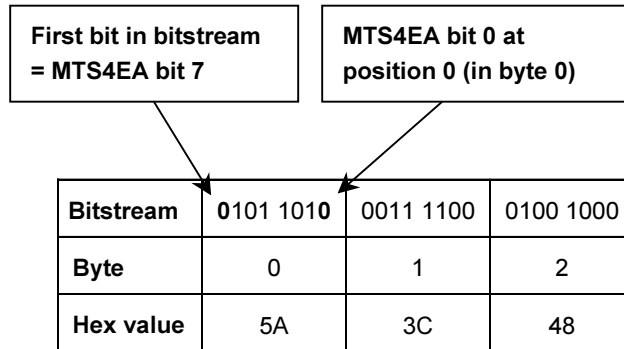 First bit in bitstream
= MTS4EA bit 7
MTS4EA bit 0 at
position 0 (in byte 0)
Bitstream 0101 1010 0011 1100 0100 1000
Byte 0 1 2
Hex value 5A 3C 48